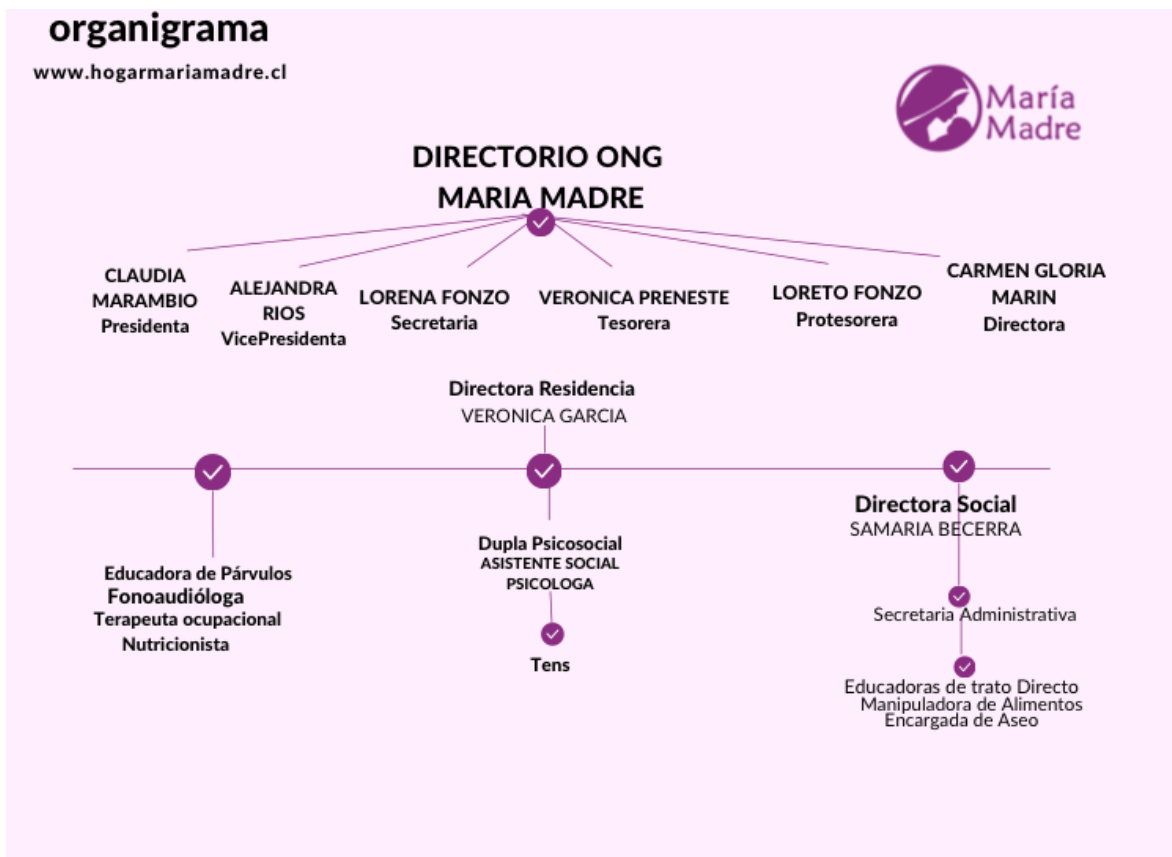 organigrama
www.hogarmariamadre.cl
María
Madre
DIRECTORIO ONG
MARIA MADRE
CLAUDIA
MARAMBIO
Presidenta
ALEJANDRA
RIOS
VicePresidenta
LORENA FONZO
Secretaria
VERONICA PRENESTE
Tesorera
LORETO FONZO
Protesorera
CARMEN GLORIA
MARIN
Directora
Directora Residencia
VERONICA GARCIA
Educadora de Párvulos
Fonoaudióloga
Terapeuta ocupacional
Nutricionista
Dupla Psicosocial
ASISTENTE SOCIAL
PSICOLOGA
Tens
Directora Social
SAMARIA BECERRA
Secretaria Administrativa
Educadoras de trato Directo
Manipuladora de Alimentos
Encargada de Aseo